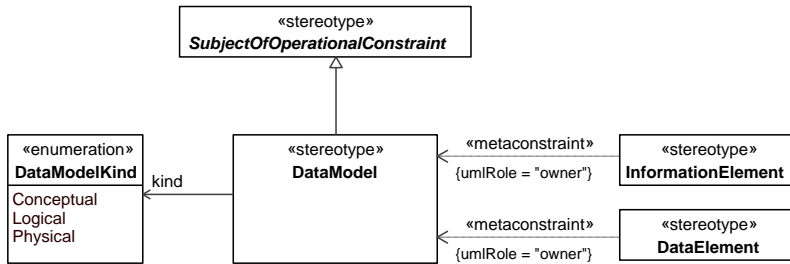 «stereotype»
SubjectOfOperationalConstraint
«enumeration»
DataModelKind
Conceptual
Logical
Physical
kind
«stereotype»
DataModel
«metaconstraint»
{umlRole = "owner"}
«stereotype»
InformationElement
«metaconstraint»
{umlRole = "owner"}
«stereotype»
DataElement